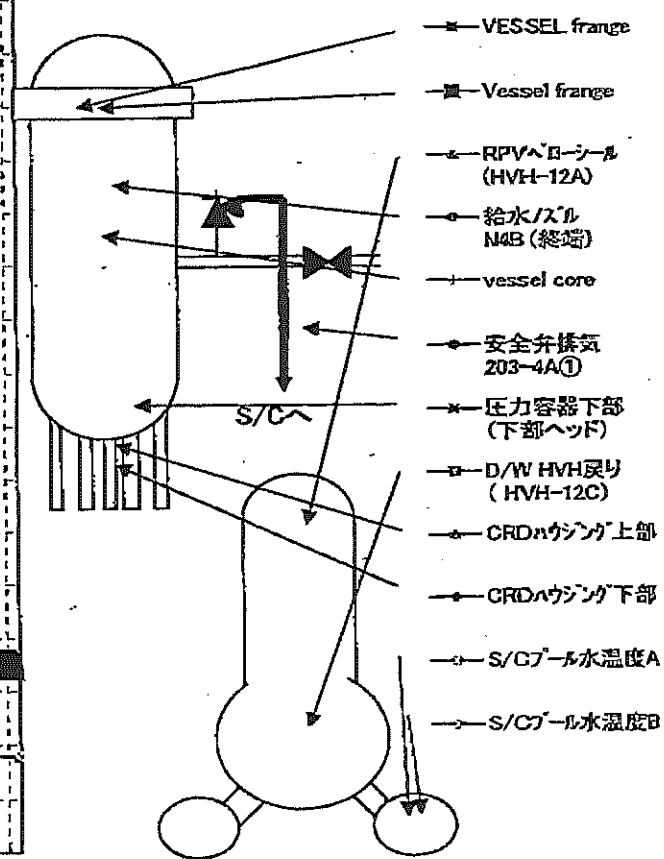 VESSEL frange
Vessel frange
RPVベローシール
(HVH-12A)
給水ノズル
N4B (終端)
vessel core
安全弁排気
203-4A①
圧力容器下部
(下部ヘッド)
D/W HVH戻り
( HVH-12C)
CRDハウジング上部
CRDハウジング下部
S/Cプール水温度A
S/Cプール水温度B
S/Cへ